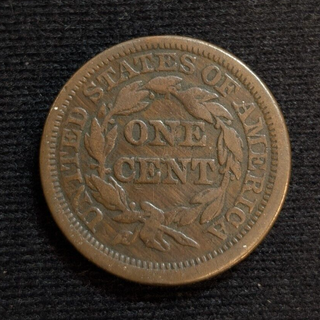 UNITED STATES OF AMERICA
ONE
CENT